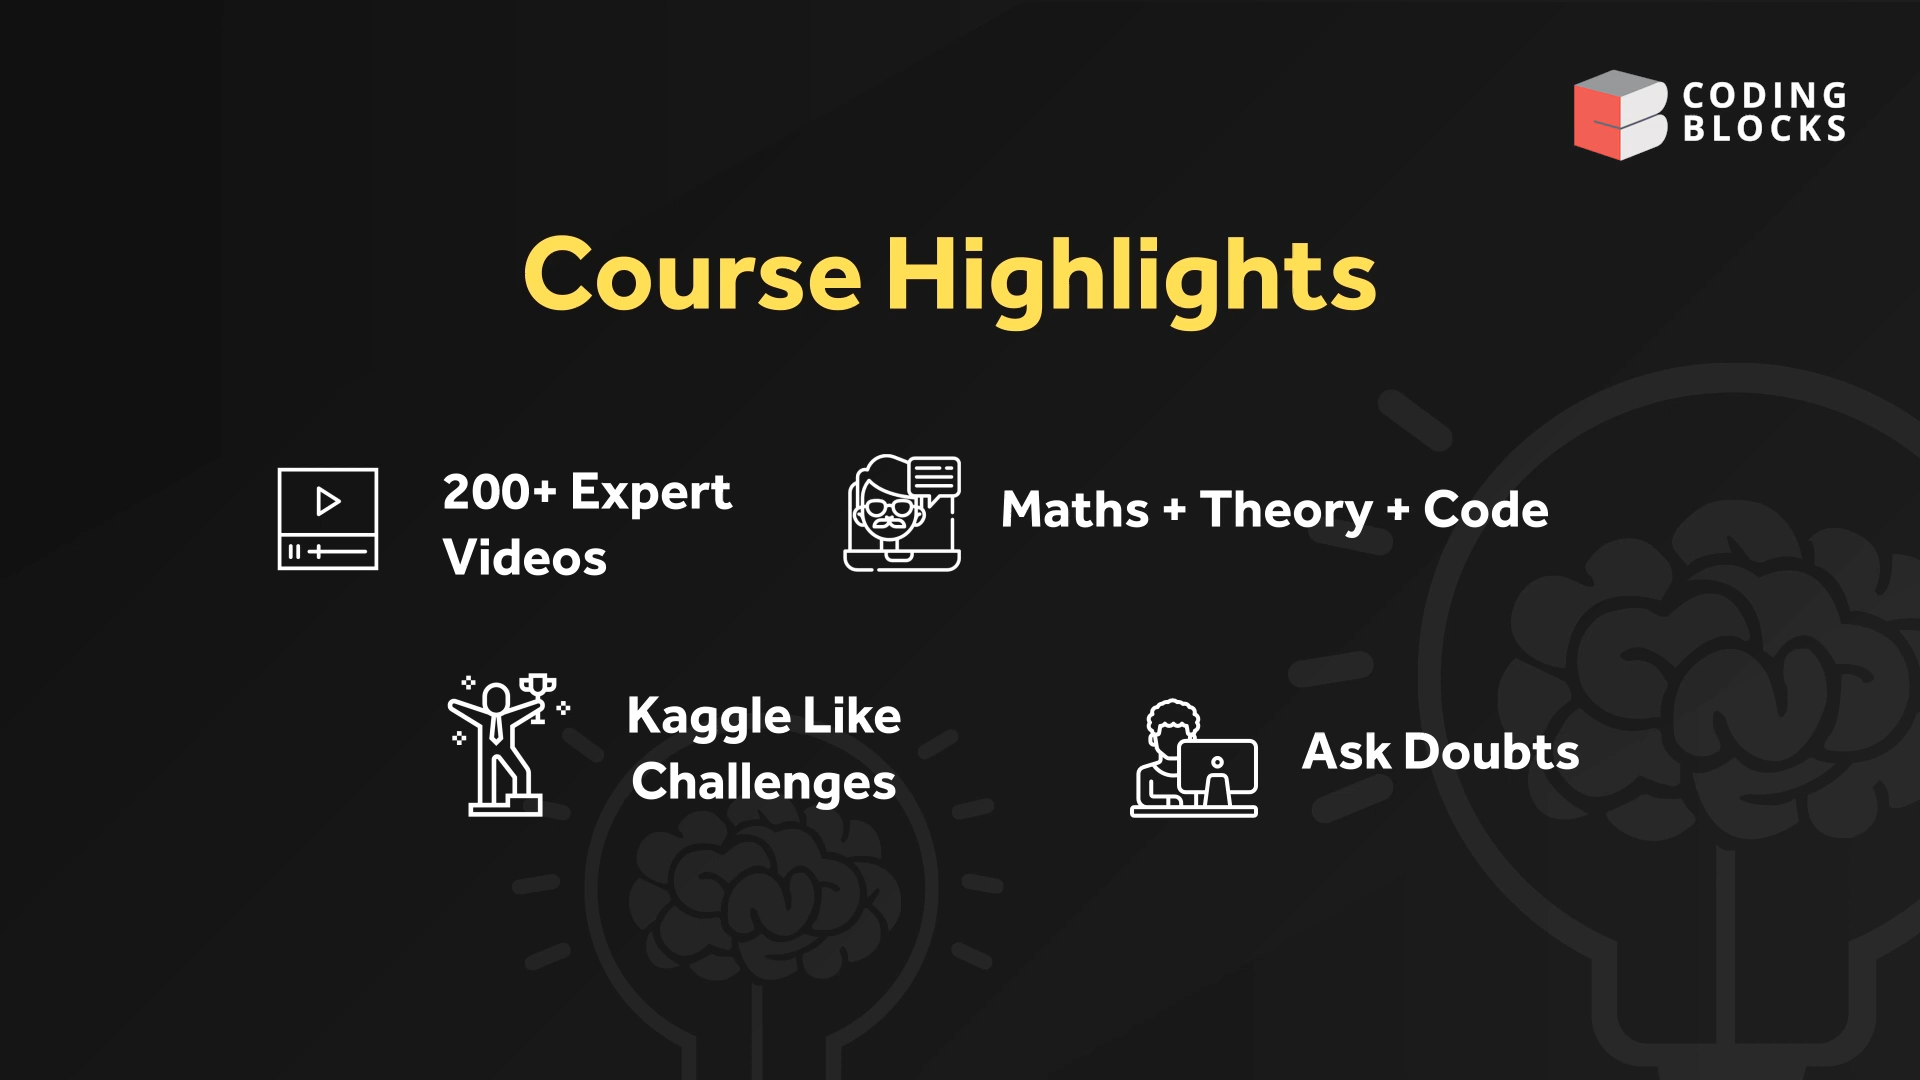 CODING
BLOCKS
Course Highlights
200+ Expert
Videos
Maths + Theory + Code
Kaggle Like
Challenges
Ask Doubts